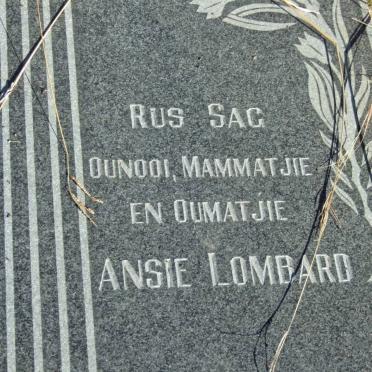 RUS SAG
OUNOOI, MAMMATJIE
EN OUMATJIE
ANSIE LOMBARD